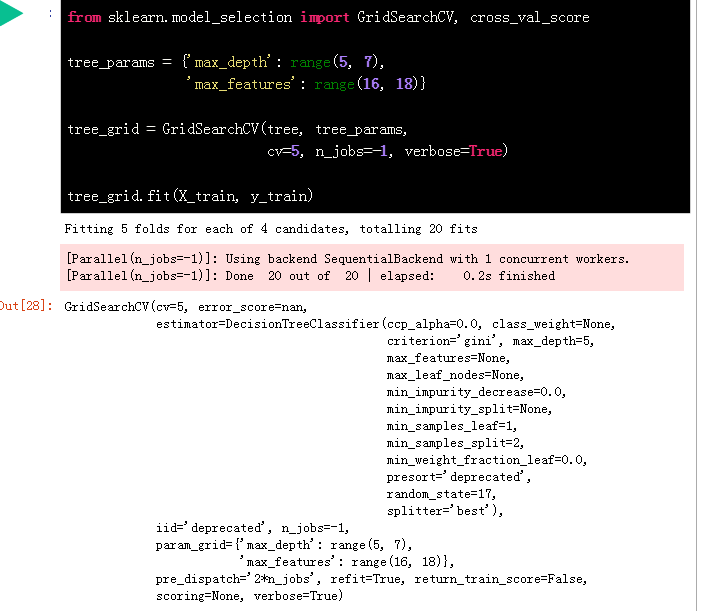 :
from sklearn.model_selection import GridSearchCV, cross_val_score
tree_params = {'max_depth': range(5, 7),
'max_features': range(16, 18)}
tree_grid = GridSearchCV(tree, tree_params,
cv=5, n_jobs=-1, verbose=True)
tree_grid.fit(X_train, y_train)
Fitting 5 folds for each of 4 candidates, totalling 20 fits
[Parallel(n_jobs=-1)]: Using backend SequentialBackend with 1 concurrent workers.
[Parallel(n_jobs=-1)]: Done  20 out of  20 | elapsed:    0.2s finished
Out[28]: GridSearchCV(cv=5, error_score=nan,
estimator=DecisionTreeClassifier(ccp_alpha=0.0, class_weight=None,
criterion='gini', max_depth=5,
max_features=None,
max_leaf_nodes=None,
min_impurity_decrease=0.0,
min_impurity_split=None,
min_samples_leaf=1,
min_samples_split=2,
min_weight_fraction_leaf=0.0,
presort='deprecated',
random_state=17,
splitter='best'),
iid='deprecated', n_jobs=-1,
param_grid={'max_depth': range(5, 7),
'max_features': range(16, 18)},
pre_dispatch='2*n_jobs', refit=True, return_train_score=False,
scoring=None, verbose=True)